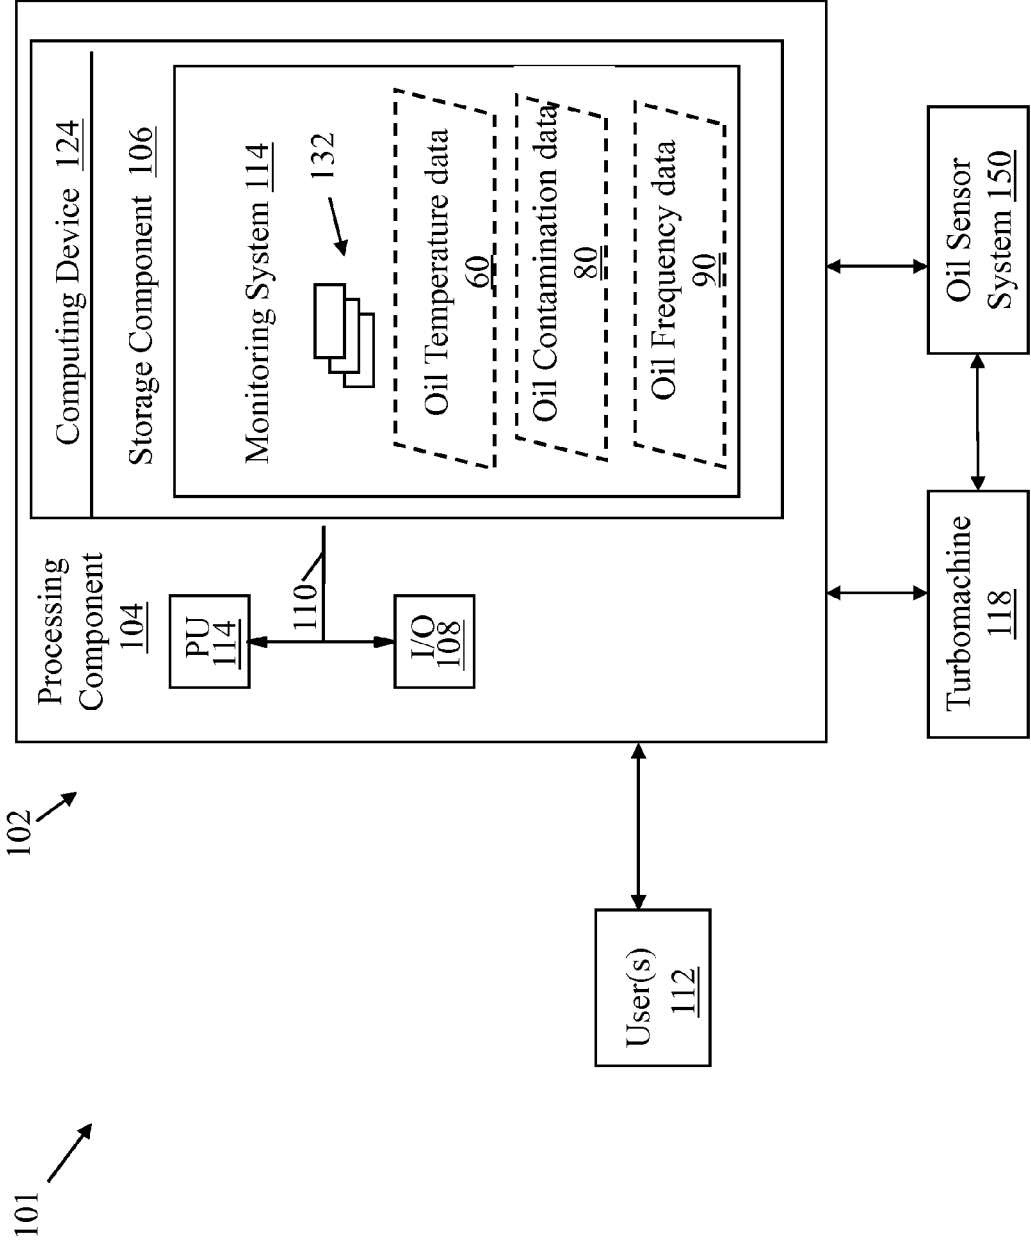 101
102
Processing
Component
104
Computing Device 124
Storage Component 106
PU
114
110
I/O
108
Monitoring System 114
132
Oil Temperature data
60
Oil Contamination data
80
Oil Frequency data
90
User(s)
112
Turbomachine
118
Oil Sensor
System 150